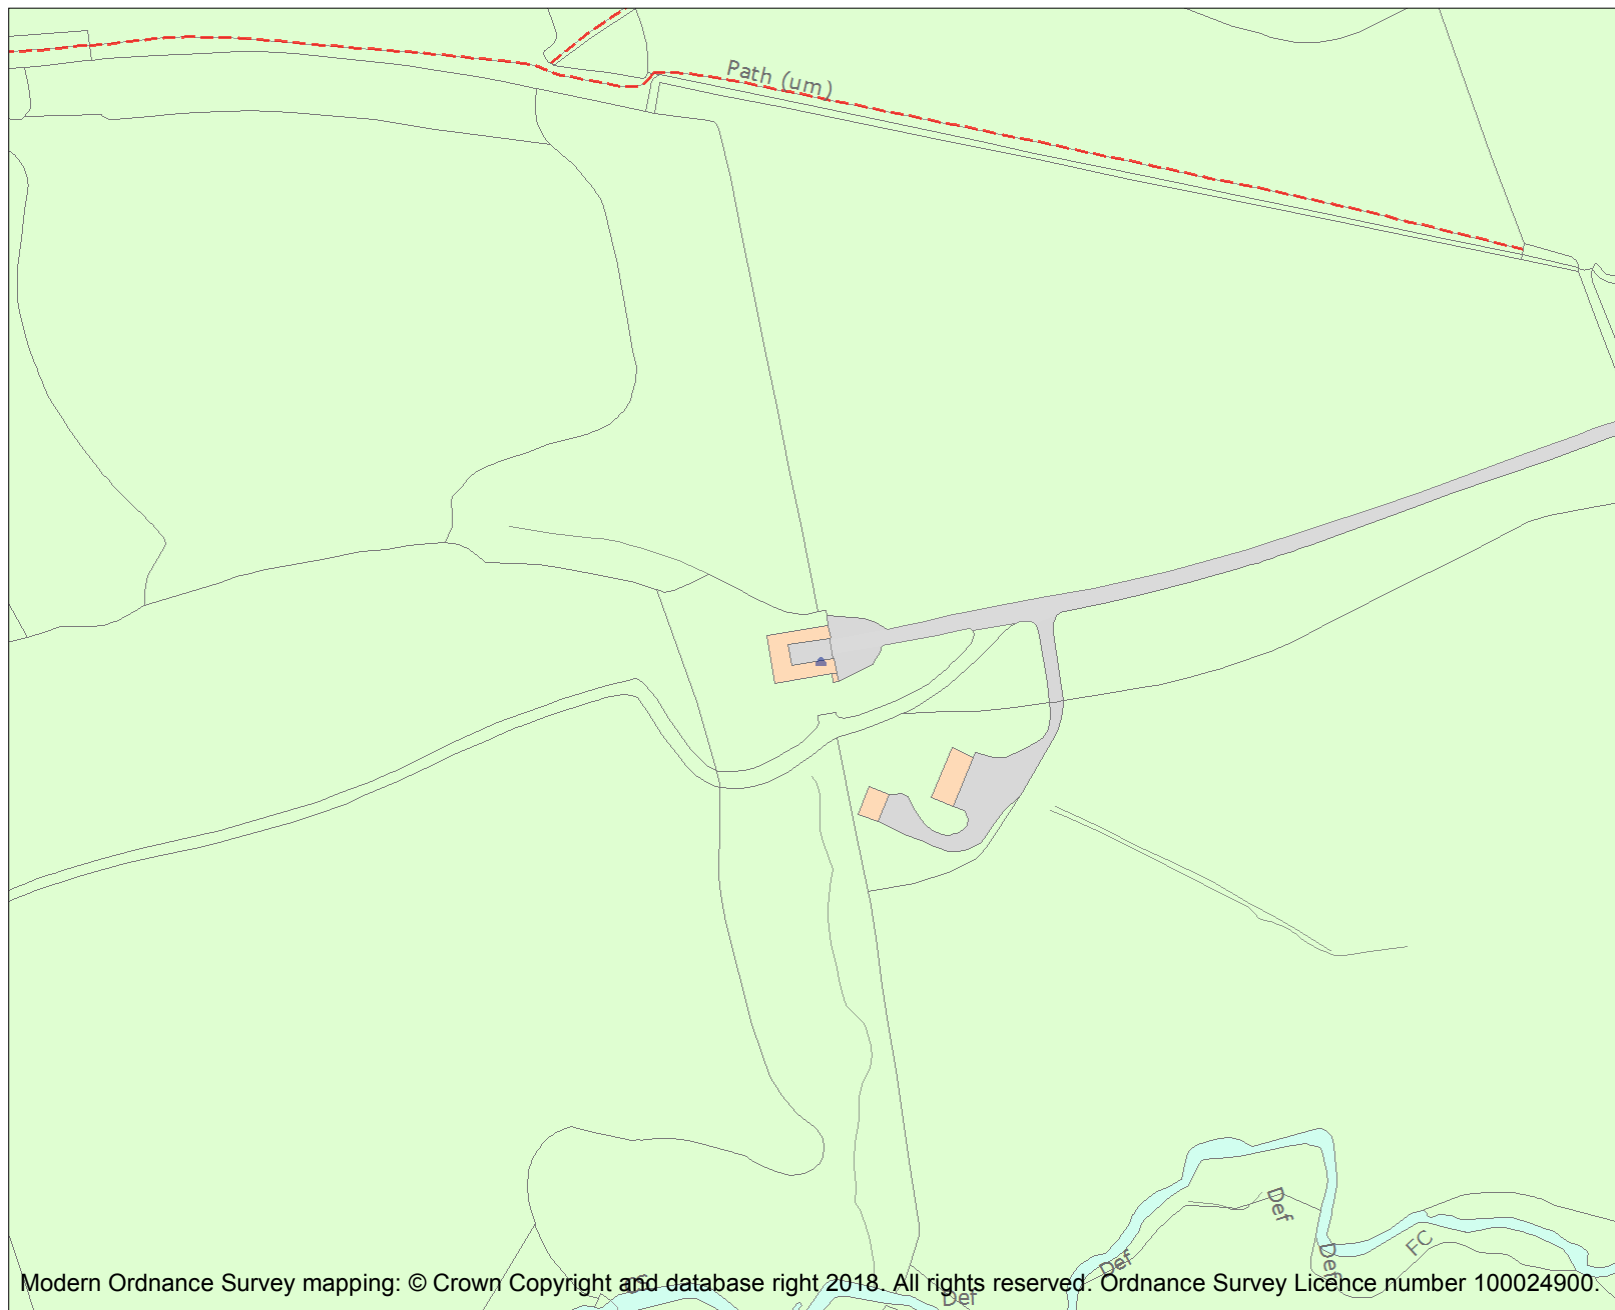 Path (um)
Def
Def
FC
Def
Def
Modern Ordnance Survey mapping: © Crown Copyright and database right 2018. All rights reserved. Ordnance Survey Licence number 100024900.